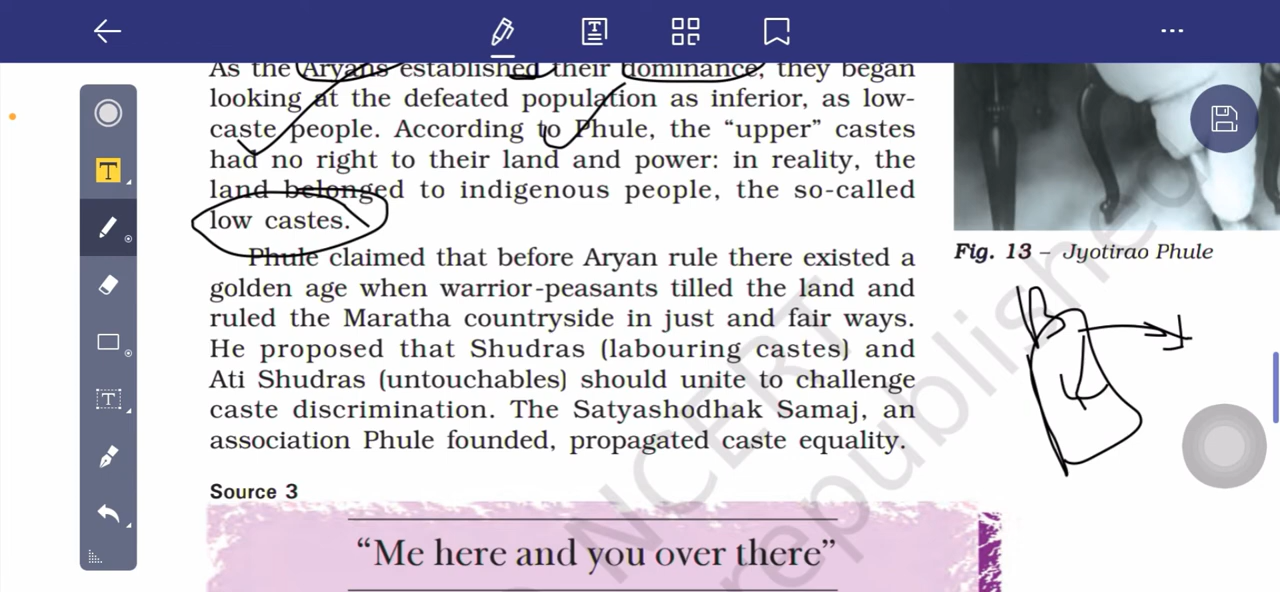 As the Aryans established their dominance, they began
looking at the defeated population as inferior, as low-
caste people. According to Phule, the “upper” castes
had no right to their land and power: in reality, the
land belonged to indigenous people, the so-called
low castes.
Phule claimed that before Aryan rule there existed a
golden age when warrior-peasants tilled the land and
ruled the Maratha countryside in just and fair ways.
He proposed that Shudras (labouring castes) and
Ati Shudras (untouchables) should unite to challenge
caste discrimination. The Satyashodhak Samaj, an
association Phule founded, propagated caste equality.
Fig. 13 – Jyotirao Phule
Source 3
“Me here and you over there”
NCERT
republished